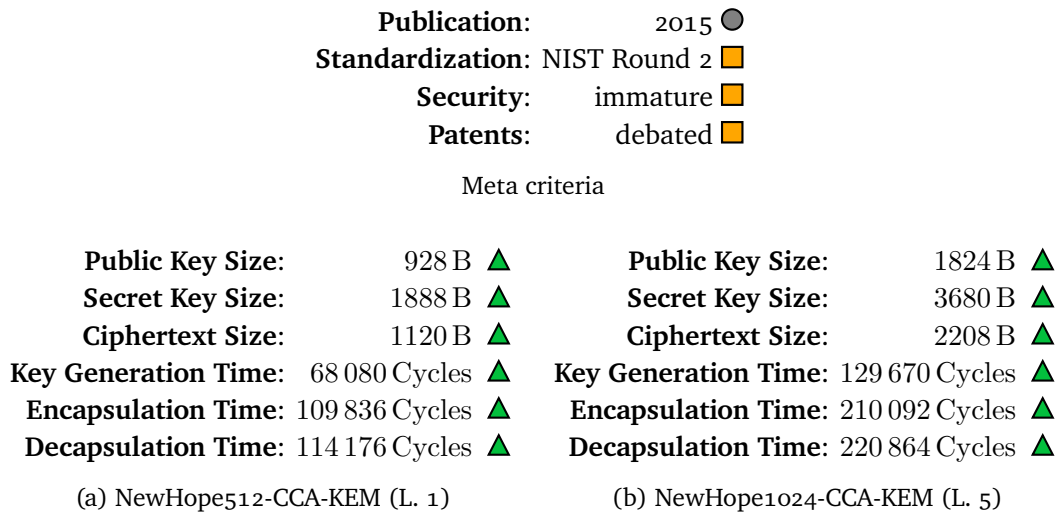 Publication: 2015
Standardization: NIST Round 2
Security: immature
Patents: debated
Meta criteria
Public Key Size: 928 B
Secret Key Size: 1888 B
Ciphertext Size: 1120 B
Key Generation Time: 68 080 Cycles
Encapsulation Time: 109 836 Cycles
Decapsulation Time: 114 176 Cycles
(a) NewHope512-CCA-KEM (L. 1)
Public Key Size: 1824 B
Secret Key Size: 3680 B
Ciphertext Size: 2208 B
Key Generation Time: 129 670 Cycles
Encapsulation Time: 210 092 Cycles
Decapsulation Time: 220 864 Cycles
(b) NewHope1024-CCA-KEM (L. 5)